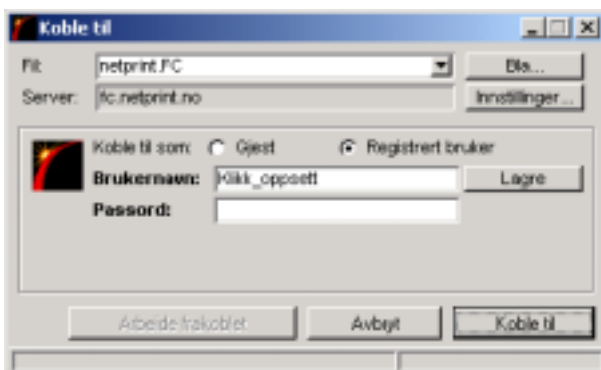 Koble til
Fil: netprint.FC Bla...
Server: fc.netprint.no Innstillinger...
Koble til som: Gjest Registrert bruker
Brukernavn: Klikk_oppsett Lagre
Passord:
Arbeide frakoblet Avbryt Koble til